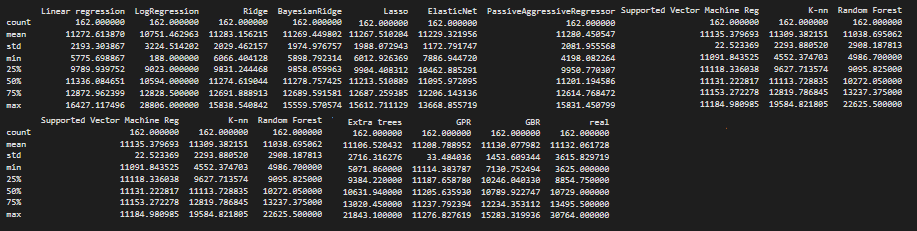 Linear regression LogRegression Ridge BayesianRidge Lasso ElasticNet PassiveAggressiveRegressor Supported Vector Machine Reg K-nn Random Forest
count 162.000000 162.000000 162.000000 162.000000 162.000000 162.000000 162.000000 162.000000 162.000000 162.000000
mean 11272.613870 10751.462963 11283.156215 11269.449802 11267.510204 11229.321956 11280.450547 11135.379693 11309.382151 11038.695062
std 2193.303867 3224.514202 2029.462157 1974.976757 1988.072943 1172.791747 2081.955568 22.523369 2293.880520 2908.187813
min 5775.698867 188.000000 6066.404128 5898.792314 6012.926369 7886.944720 4198.082264 11091.843525 4552.374703 4986.700000
25% 9789.939752 9023.000000 9831.244468 9858.059963 9904.408312 10462.885291 9950.770307 11118.336038 9627.713574 9095.825000
50% 11336.084651 10594.000000 11274.619044 11278.757425 11213.510889 11095.972095 11201.194586 11131.222817 11113.728835 10272.050000
75% 12872.962399 12828.500000 12691.888913 12689.591581 12687.259385 12206.143136 12614.768472 11153.272278 12819.786845 13237.375000
max 16427.117496 28806.000000 15838.540842 15559.570574 15612.711129 13668.855719 15831.450799 11184.980985 19584.821805 22625.500000
Supported Vector Machine Reg K-nn Random Forest Extra trees GPR GBR real
count 162.000000 162.000000 162.000000 162.000000 162.000000 162.000000 162.000000
mean 11135.379693 11309.382151 11038.695062 11106.520432 11208.788952 11130.077982 11132.061728
std 22.523369 2293.880520 2908.187813 2716.316276 33.484036 1453.609344 3615.829719
min 11091.843525 4552.374703 4986.700000 5071.860000 11114.383787 7130.752494 3625.000000
25% 11118.336038 9627.713574 9095.825000 9384.220000 11187.658780 10246.040330 8854.750000
50% 11131.222817 11113.728835 10272.050000 10631.940000 11205.635930 10789.922747 10729.000000
75% 11153.272278 12819.786845 13237.375000 13020.450000 11237.792394 12234.353112 13495.500000
max 11184.980985 19584.821805 22625.500000 21843.100000 11276.827619 15283.319936 30764.000000